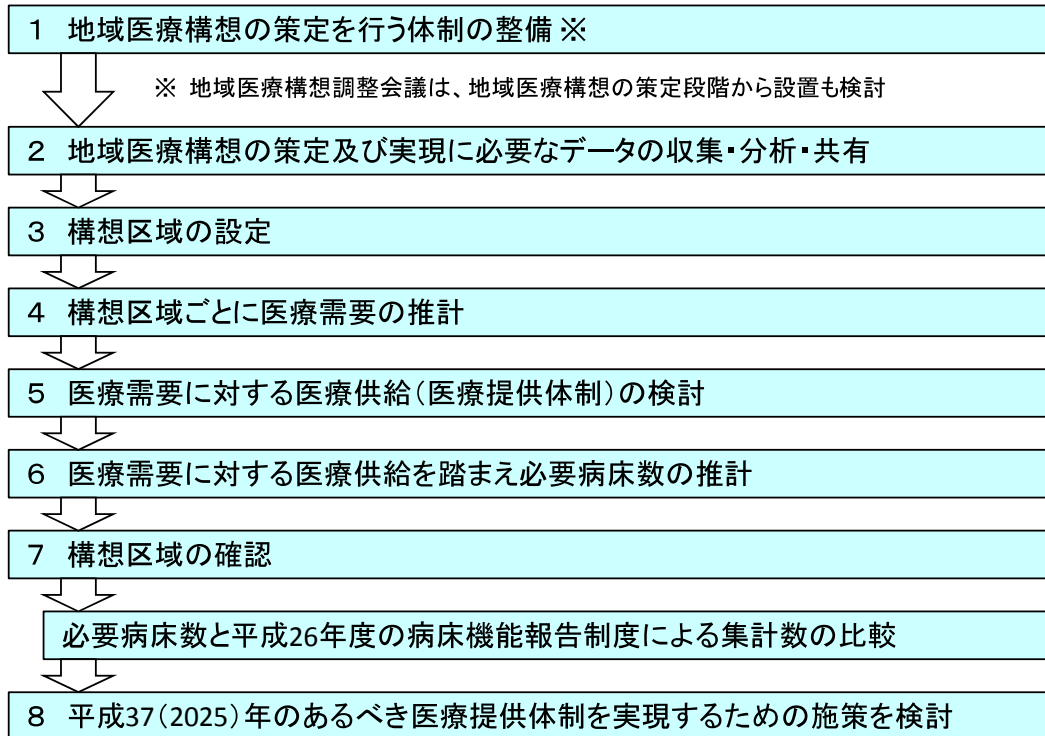 １ 地域医療構想の策定を行う体制の整備※
※ 地域医療構想調整会議は、地域医療構想の策定段階から設置も検討
２ 地域医療構想の策定及び実現に必要なデータの収集・分析・共有
３ 構想区域の設定
４ 構想区域ごとに医療需要の推計
５ 医療需要に対する医療供給（医療提供体制）の検討
６ 医療需要に対する医療供給を踏まえ必要病床数の推計
７ 構想区域の確認
必要病床数と平成26年度の病床機能報告制度による集計数の比較
８ 平成37（2025）年のあるべき医療提供体制を実現するための施策を検討